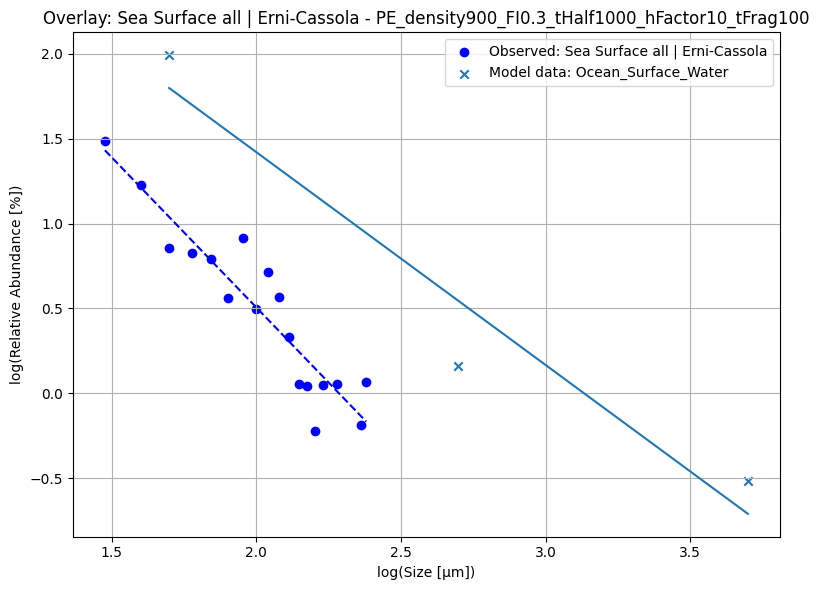 Overlay: Sea Surface all | Erni-Cassola - PE_density900_FI0.3_tHalf1000_hFactor10_tFrag100
Observed: Sea Surface all | Erni-Cassola
Model data: Ocean_Surface_Water
log(Relative Abundance [%])
2.0
1.5
1.0
0.5
0.0
−0.5
1.5
2.0
2.5
3.0
3.5
log(Size [µm])